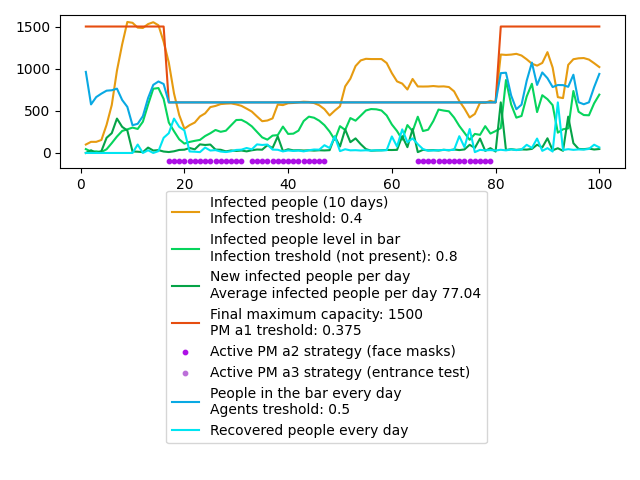 1500
1000
500
0
0
20
40
60
80
100
Infected people (10 days)
Infection treshold: 0.4
Infected people level in bar
Infection treshold (not present): 0.8
New infected people per day
Average infected people per day 77.04
Final maximum capacity: 1500
PM a1 treshold: 0.375
Active PM a2 strategy (face masks)
Active PM a3 strategy (entrance test)
People in the bar every day
Agents treshold: 0.5
Recovered people every day